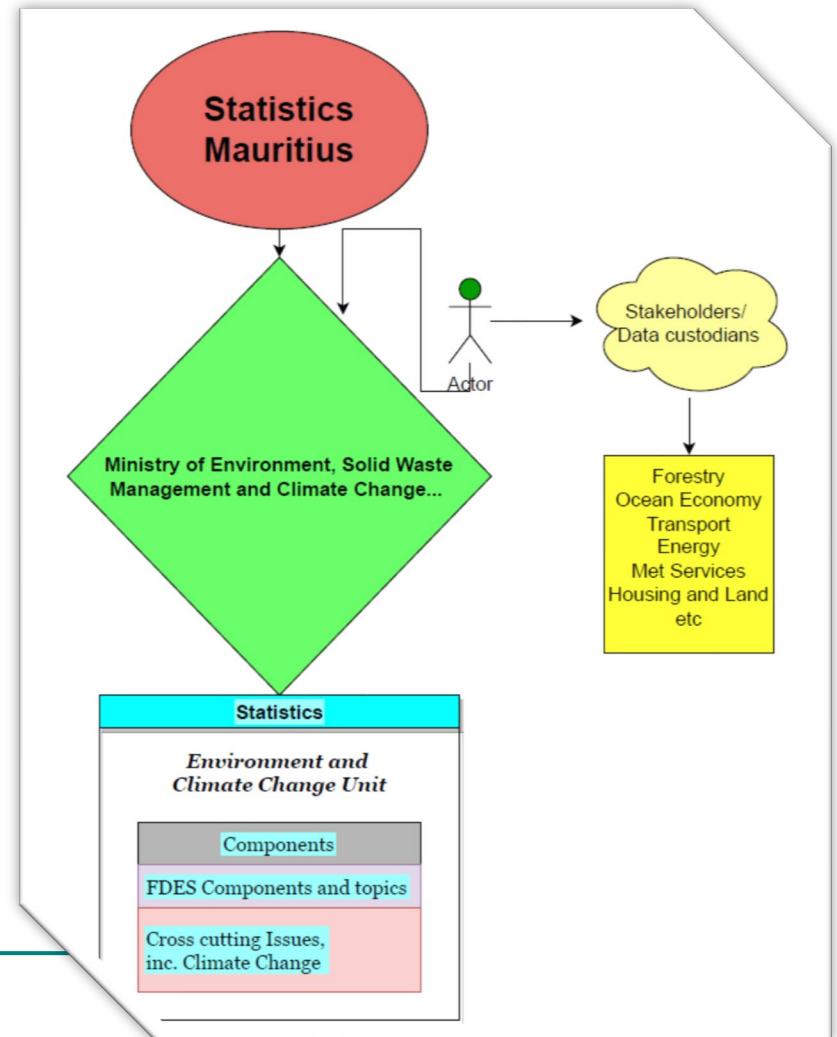 Statistics
Mauritius
Actor
Stakeholders/
Data custodians
Ministry of Environment, Solid Waste
Management and Climate Change...
Forestry
Ocean Economy
Transport
Energy
Met Services
Housing and Land
etc
Statistics
Environment and
Climate Change Unit
Components
FDES Components and topics
Cross cutting Issues,
inc. Climate Change